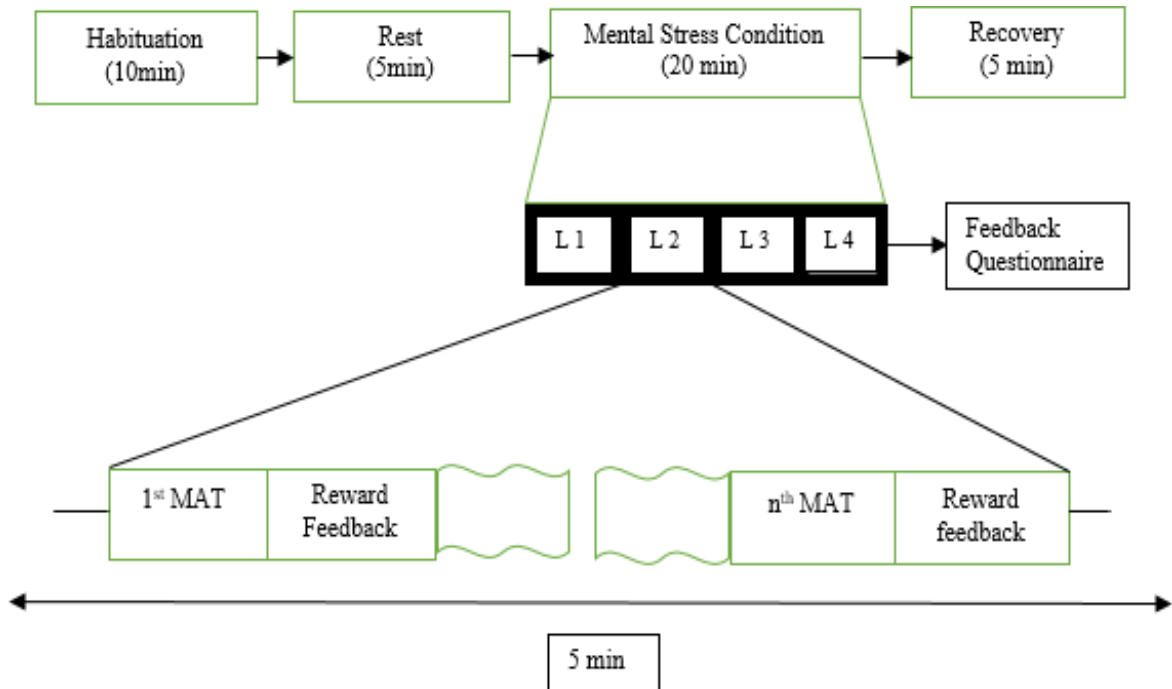 Habituation
(10min)
Rest
(5min)
Mental Stress Condition
(20 min)
Recovery
(5 min)
L 1
L 2
L 3
L 4
Feedback
Questionnaire
1st MAT
Reward
Feedback
nth MAT
Reward
feedback
5 min